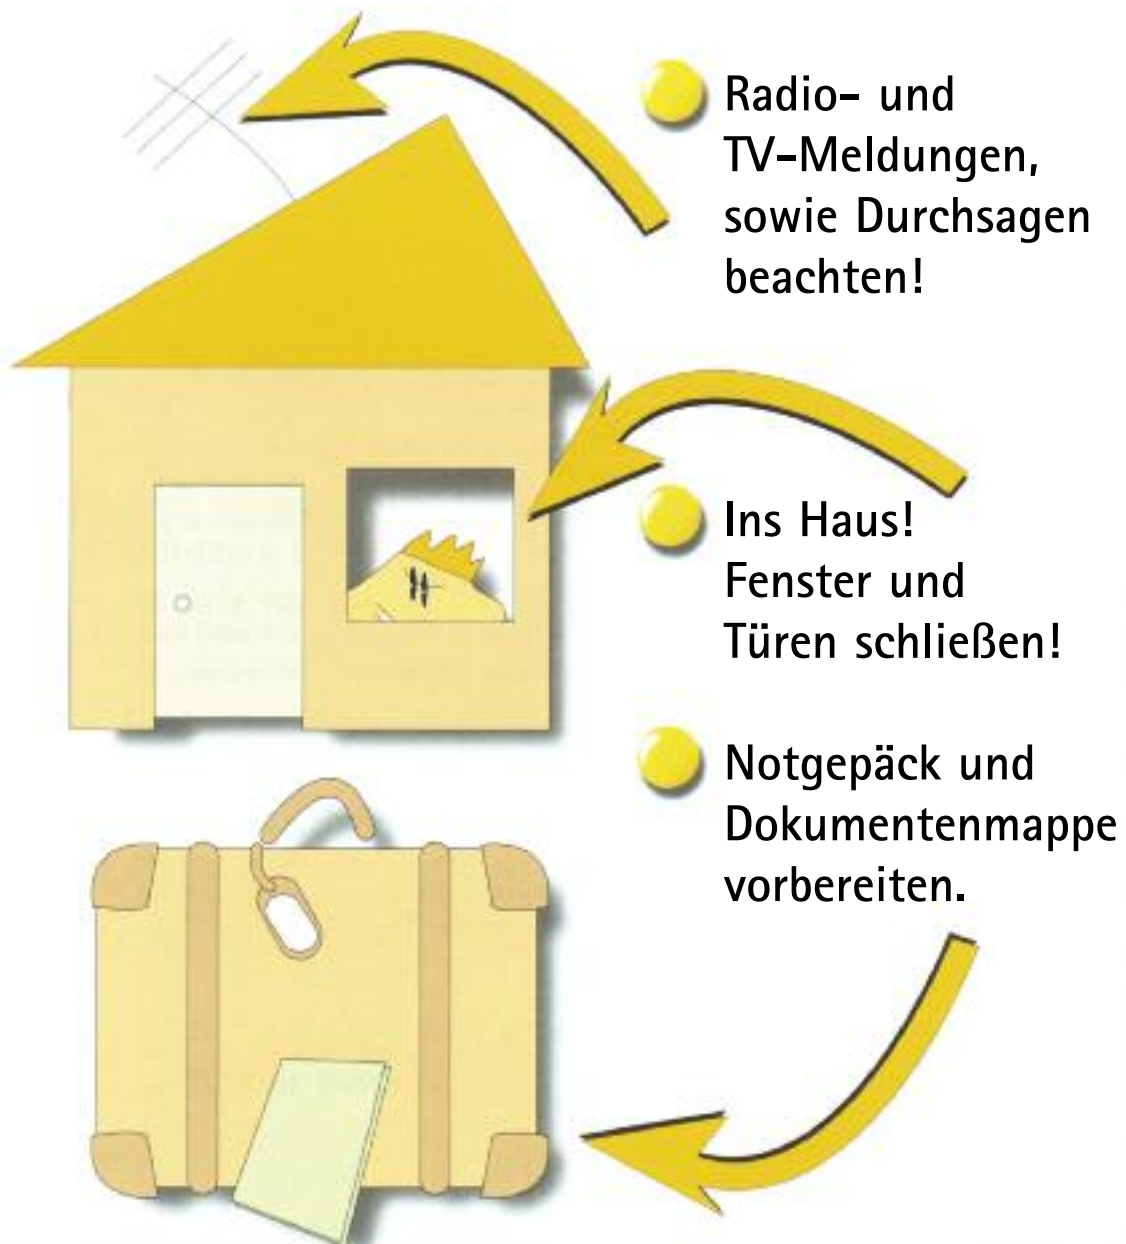 Radio- und
TV-Meldungen,
sowie Durchsagen
beachten!
Ins Haus!
Fenster und
Türen schließen!
Notgepäck und
Dokumentenmappe
vorbereiten.